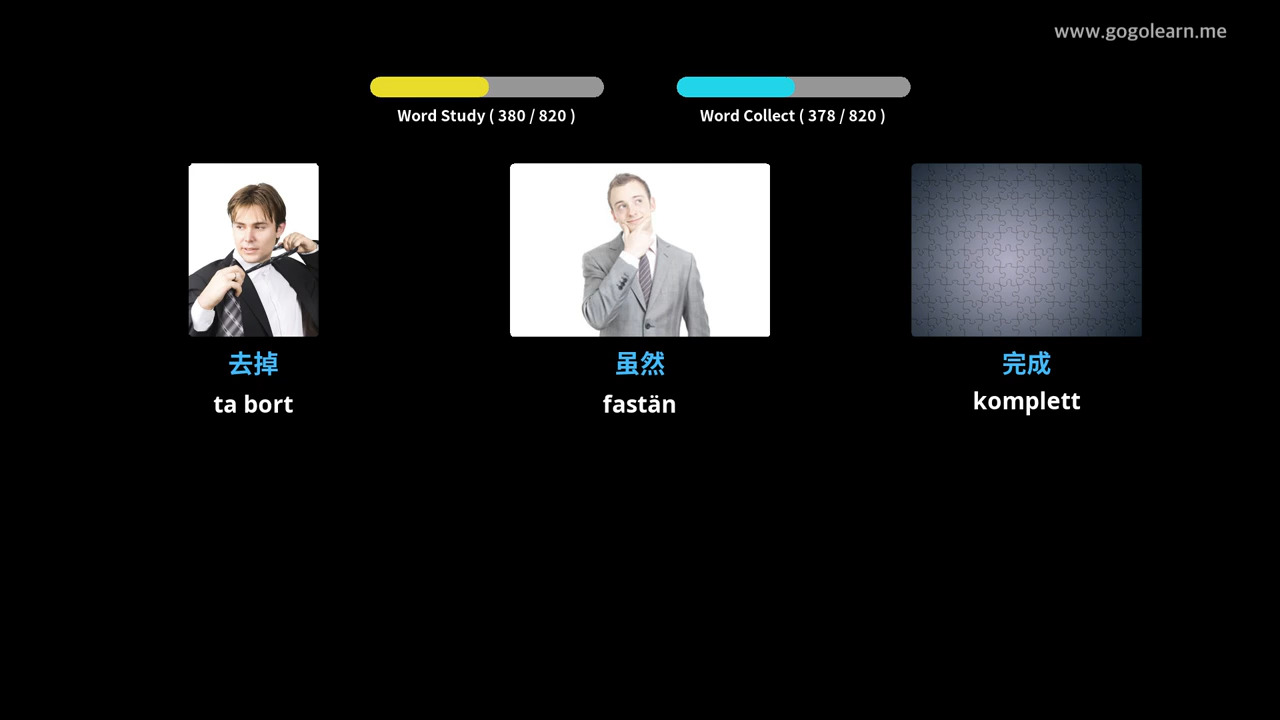 www.gogolearn.me
Word Study ( 380 / 820 )
Word Collect ( 378 / 820 )
去掉
虽然
完成
ta bort
fastän
komplett